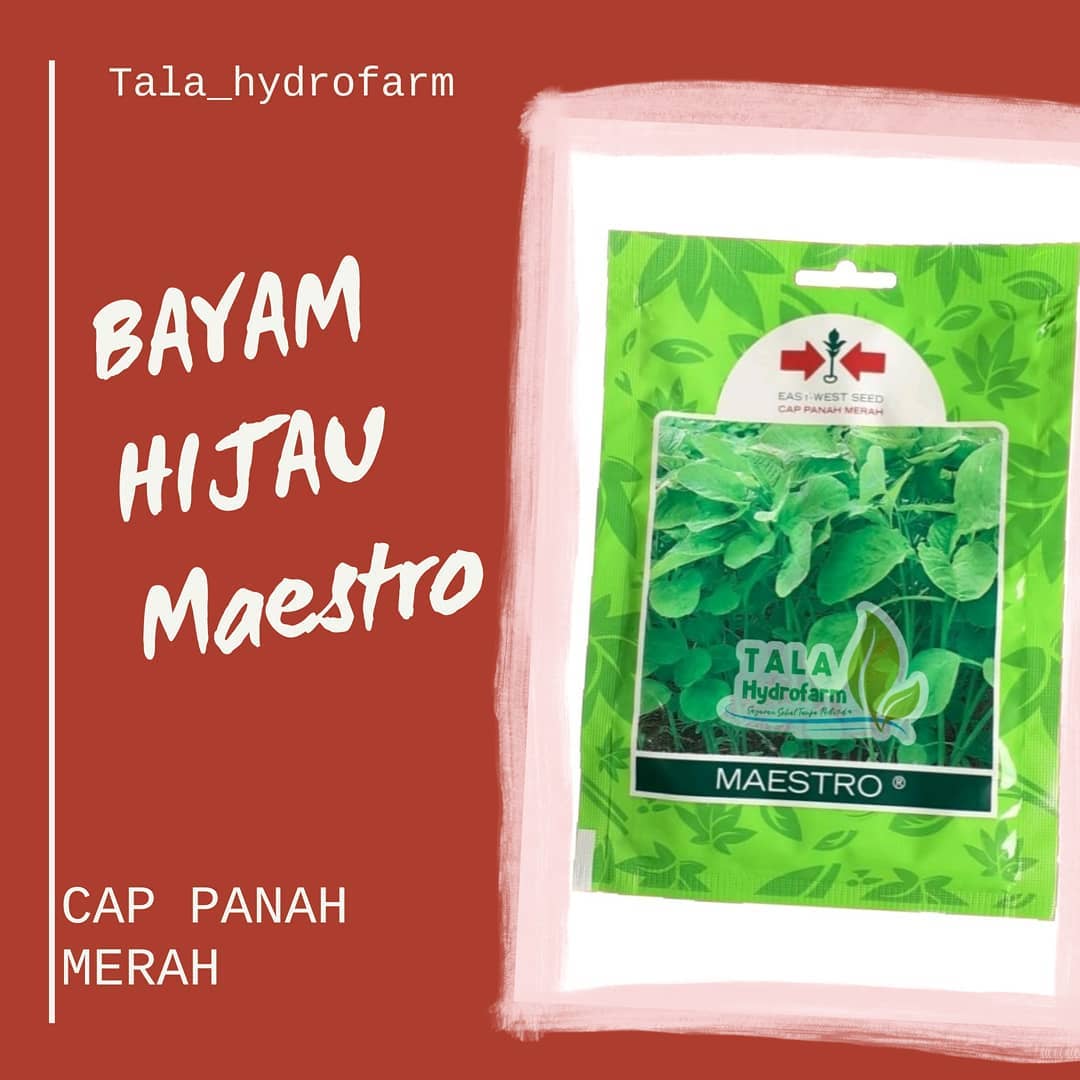 Tala_hydrofarm
BAYAM
HIJAU
Maestro
CAP PANAH
MERAH
EAST-WEST SEED
CAP PANAH MERAH
TALA
Hydrofarm
MAESTRO ®